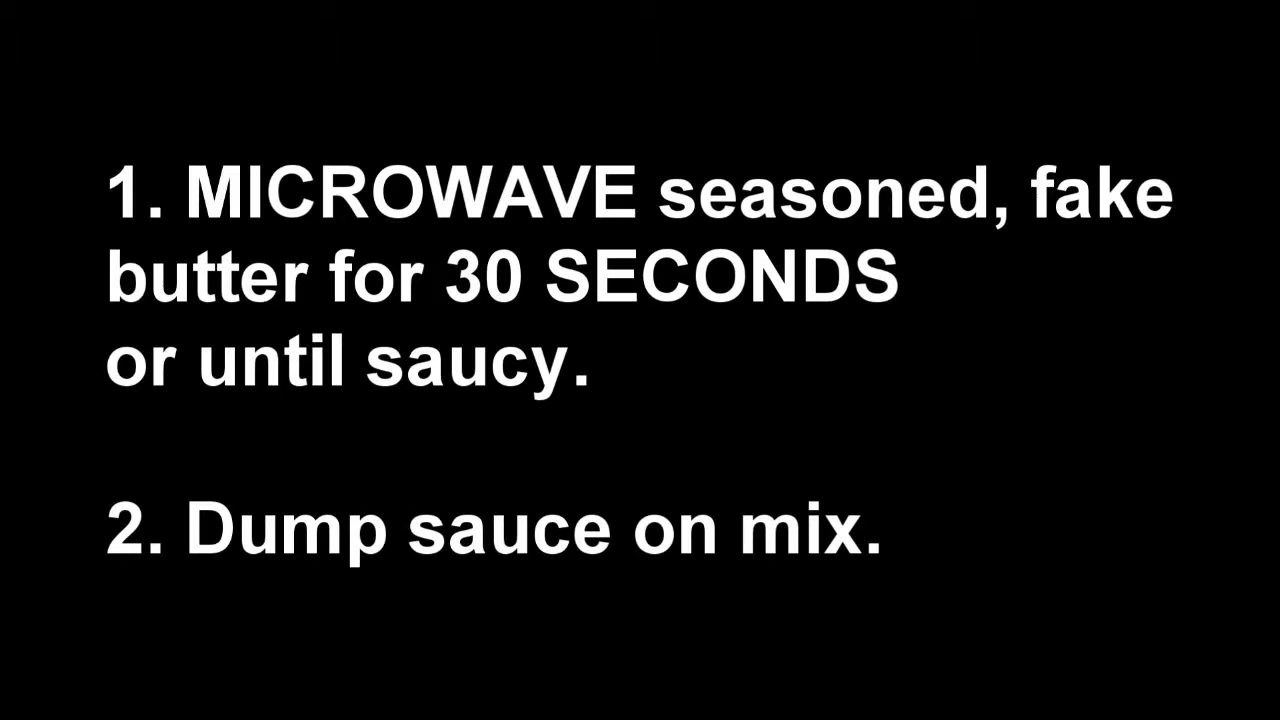 1. MICROWAVE seasoned, fake
butter for 30 SECONDS
or until saucy.
2. Dump sauce on mix.